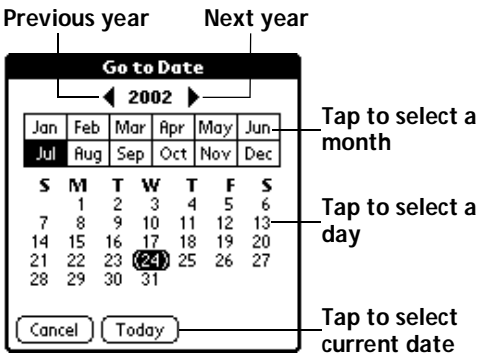 Previous year Next year
Go to Date
2002
Jan Feb Mar Apr May Jun
Tap to select a
month
Jul Aug Sep Oct Nov Dec
S M T W T F S
1 2 3 4 5 6
Tap to select a
day
7 8 9 10 11 12 13
14 15 16 17 18 19 20
21 22 23 24 25 26 27
28 29 30 31
Cancel Today
Tap to select
current date